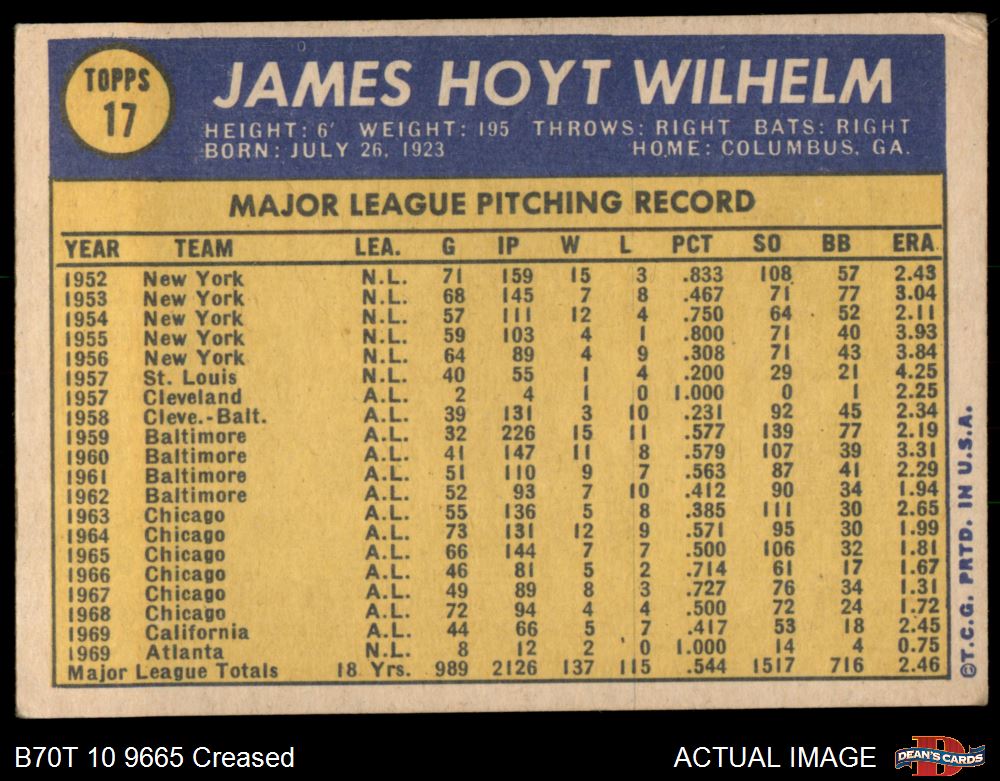 TOPPS
17
JAMES HOYT WILHELM
HEIGHT: 6' WEIGHT: 195 THROWS: RIGHT BATS: RIGHT
BORN: JULY 26, 1923 HOME: COLUMBUS, GA.
MAJOR LEAGUE PITCHING RECORD
YEAR TEAM LEA. G IP W L PCT SO BB ERA
1952 New York N.L. 71 159 15 3 .833 108 57 2.43
1953 New York N.L. 68 145 7 8 .467 71 77 3.04
1954 New York N.L. 57 111 12 4 .750 64 52 2.11
1955 New York N.L. 59 103 4 1 .800 71 40 3.93
1956 New York N.L. 64 89 4 9 .308 71 43 3.84
1957 St. Louis N.L. 40 55 1 4 .200 29 21 4.25
1957 Cleveland A.L. 2 4 1 0 1.000 0 1 2.25
1958 Cleve.-Balt. A.L. 39 131 3 10 .231 92 45 2.34
1959 Baltimore A.L. 32 226 15 11 .577 139 77 2.19
1960 Baltimore A.L. 41 147 11 8 .579 107 39 3.31
1961 Baltimore A.L. 51 110 9 7 .563 87 41 2.29
1962 Baltimore A.L. 52 93 7 10 .412 90 34 1.94
1963 Chicago A.L. 55 136 5 8 .385 111 30 2.65
1964 Chicago A.L. 73 131 12 9 .571 95 30 1.99
1965 Chicago A.L. 66 144 7 7 .500 106 32 1.81
1966 Chicago A.L. 46 81 5 2 .714 61 17 1.67
1967 Chicago A.L. 49 89 8 3 .727 76 34 1.31
1968 Chicago A.L. 72 94 4 4 .500 72 24 1.72
1969 California A.L. 44 66 5 7 .417 53 18 2.45
1969 Atlanta N.L. 8 12 2 0 1.000 14 4 0.75
Major League Totals 18 Yrs. 989 2126 137 115 .544 1517 716 2.46
©T.C.G. PRTD. IN U.S.A.
B70T 10 9665 Creased ACTUAL IMAGE
DEAN'S CARDS